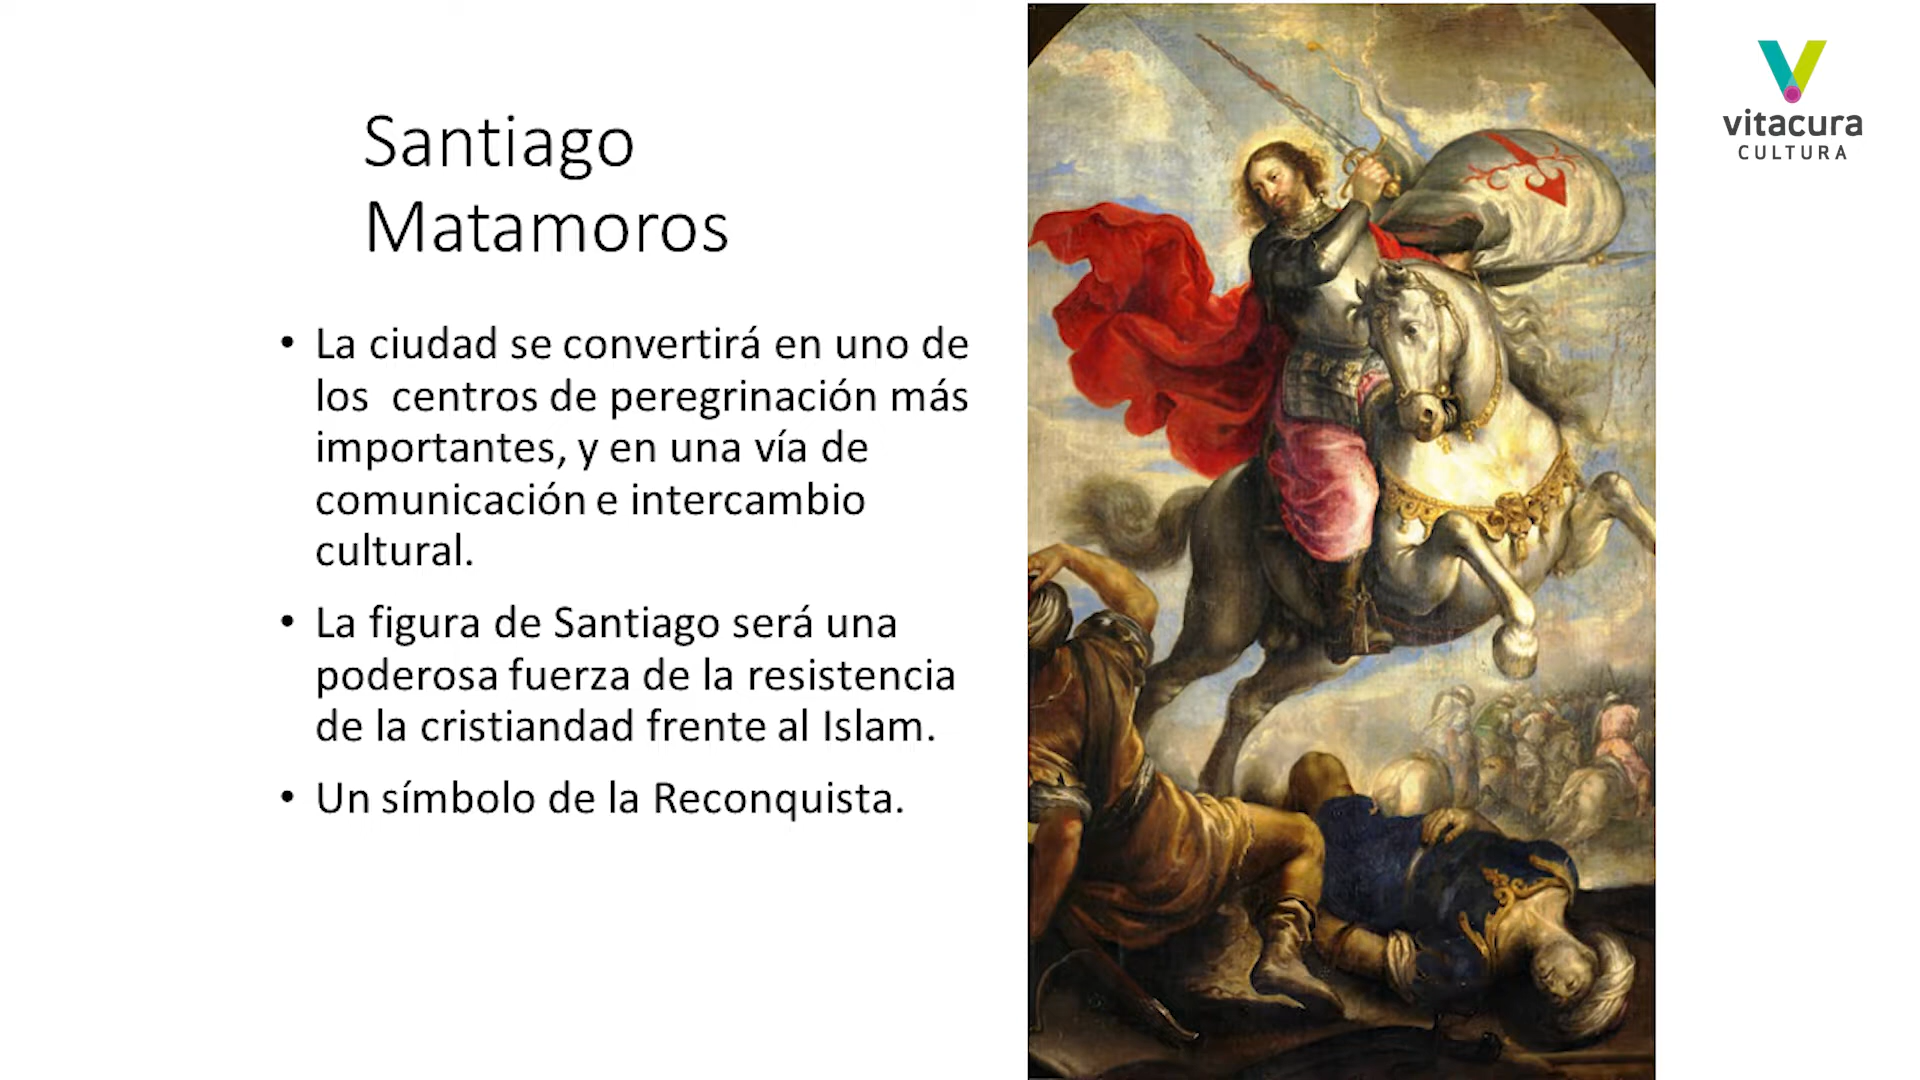 Santiago
Matamoros
• La ciudad se convertirá en uno de
los centros de peregrinación más
importantes, y en una vía de
comunicación e intercambio
cultural.
• La figura de Santiago será una
poderosa fuerza de la resistencia
de la cristiandad frente al Islam.
• Un símbolo de la Reconquista.
vitacura
CULTURA